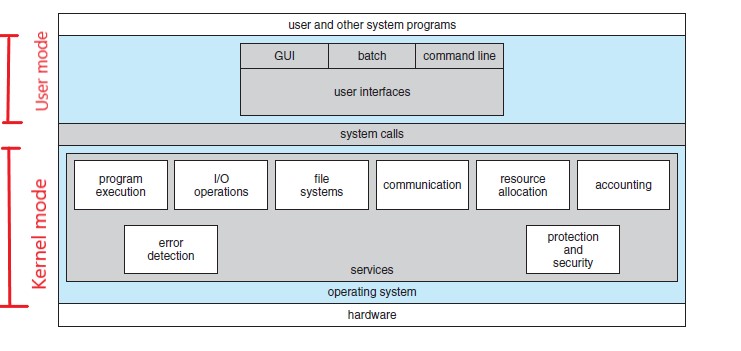 user and other system programs
User mode
GUI
batch
command line
user interfaces
system calls
Kernel mode
program
execution
I/O
operations
file
systems
communication
resource
allocation
accounting
error
detection
protection
and
security
services
operating system
hardware